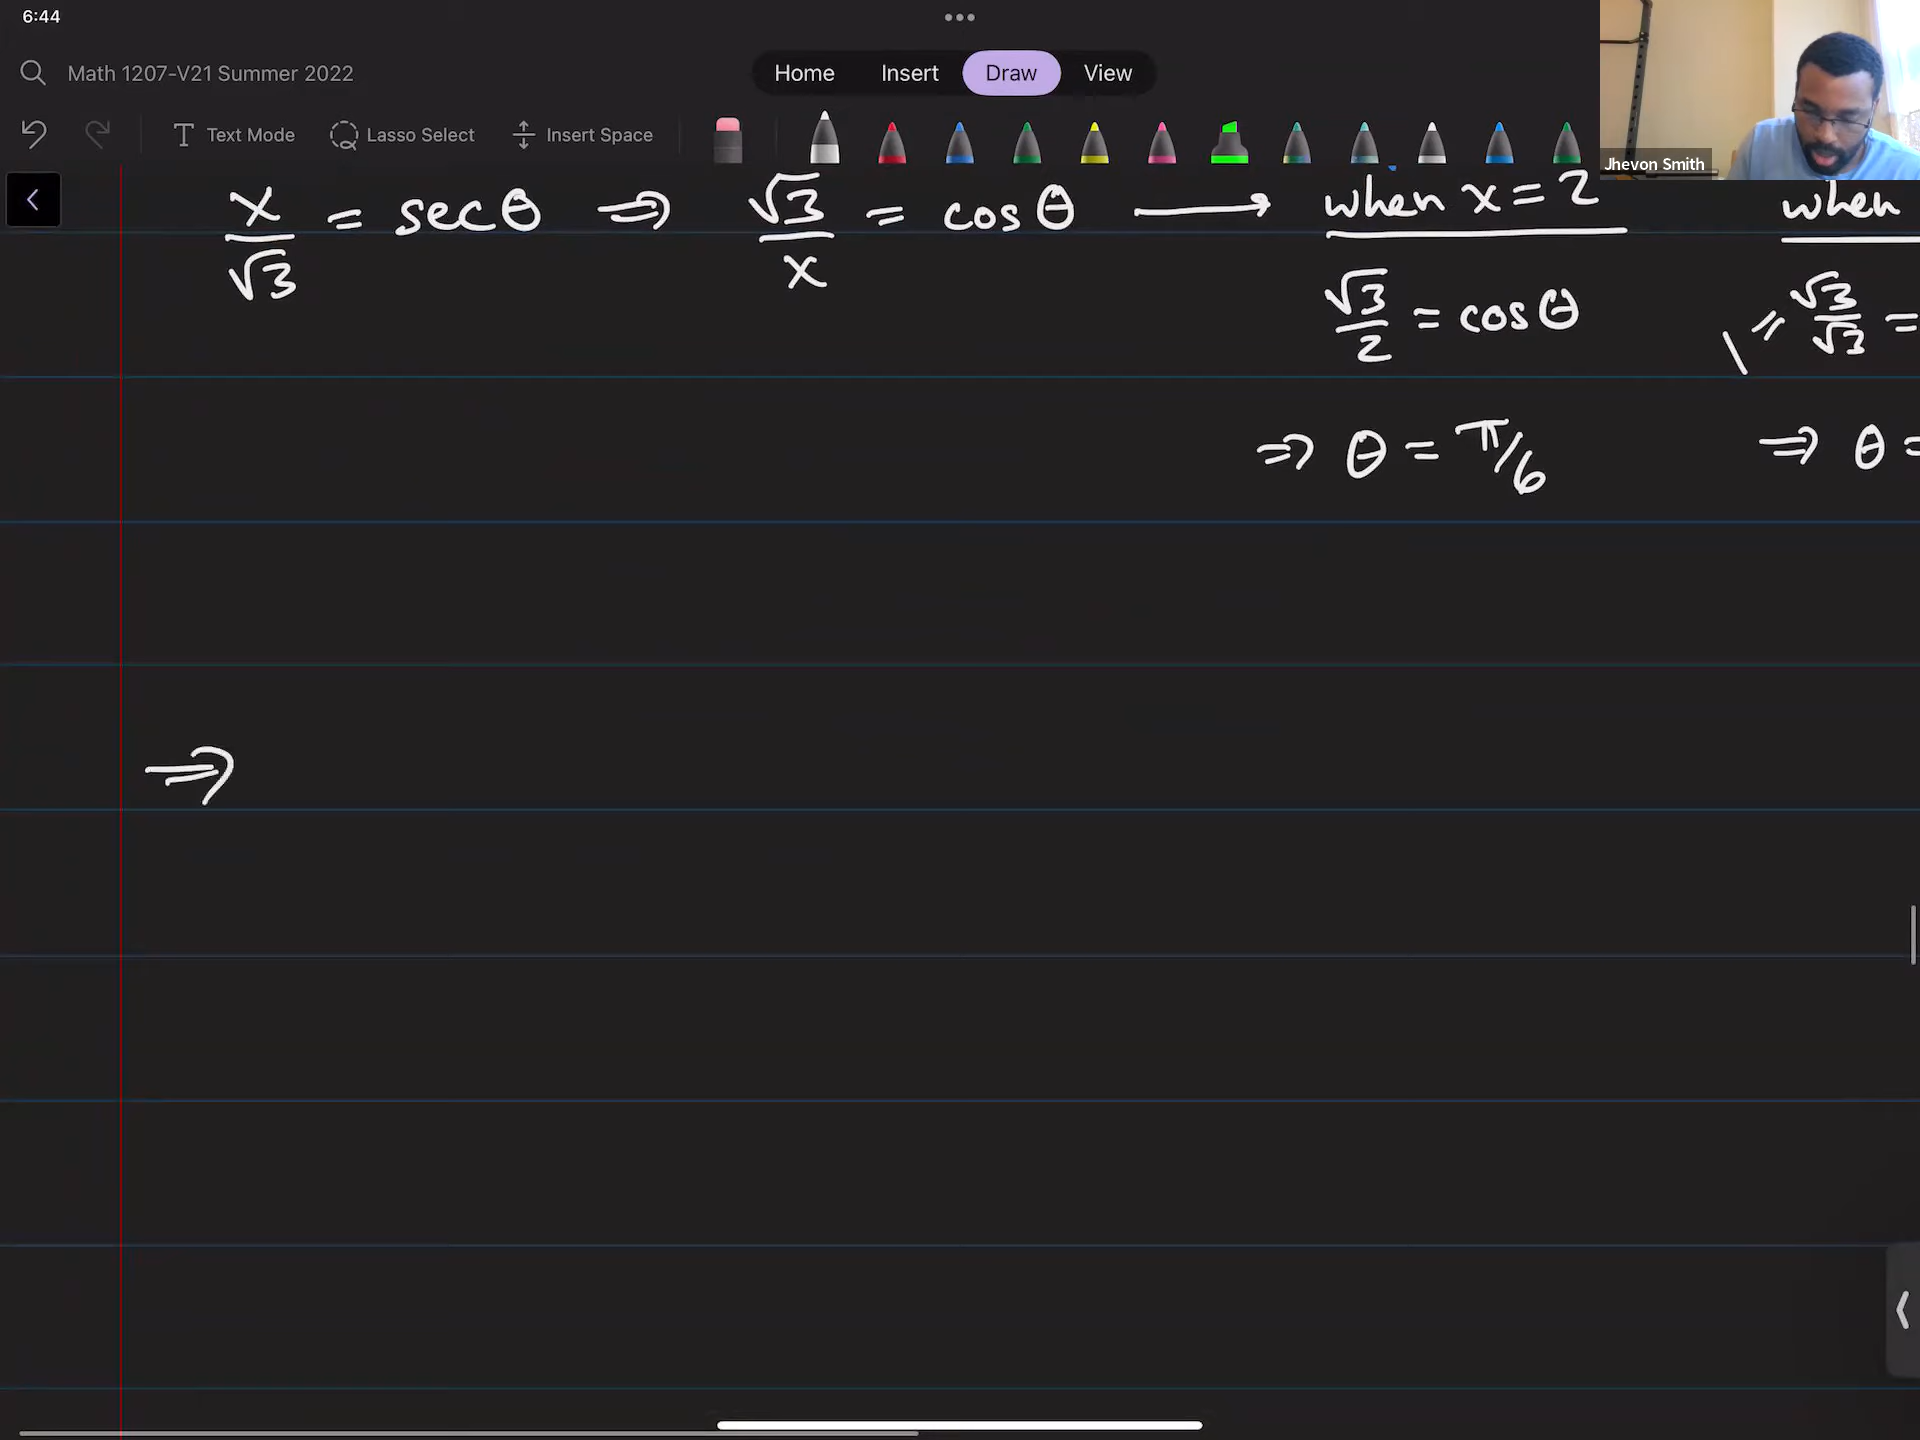 6:44
Math 1207-V21 Summer 2022
Home Insert Draw View
Text Mode Lasso Select Insert Space
Jhevon Smith
x/√3 = secθ ⇒ √3/x = cosθ → when x = 2 when
√3/2 = cosθ 1 = √3/√3 =
⇒ θ = π/6 ⇒ θ =
⇒